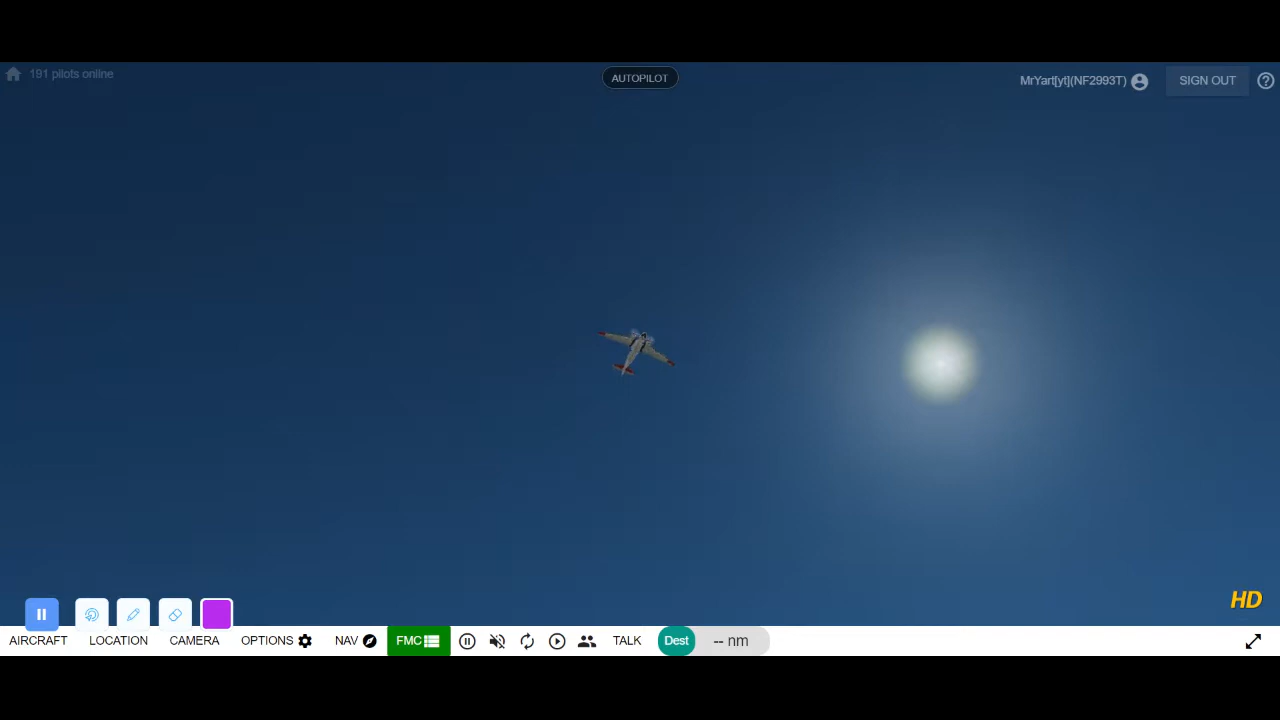 191 pilots online
AUTOPILOT
MrYart[yt](NF2993T)
SIGN OUT
HD
AIRCRAFT LOCATION CAMERA OPTIONS NAV FMC TALK Dest -- nm